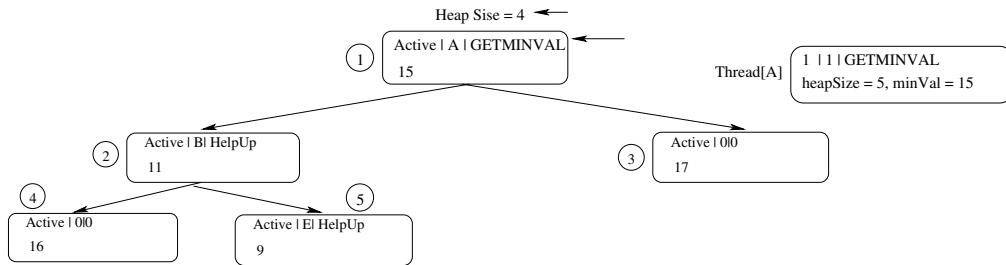 Heap Sise = 4
1
Active | A | GETMINVAL
15
Thread[A]
1 | 1 | GETMINVAL
heapSize = 5, minVal = 15
2
Active | B| HelpUp
11
3
Active | 0|0
17
4
Active | 0|0
16
5
Active | E| HelpUp
9